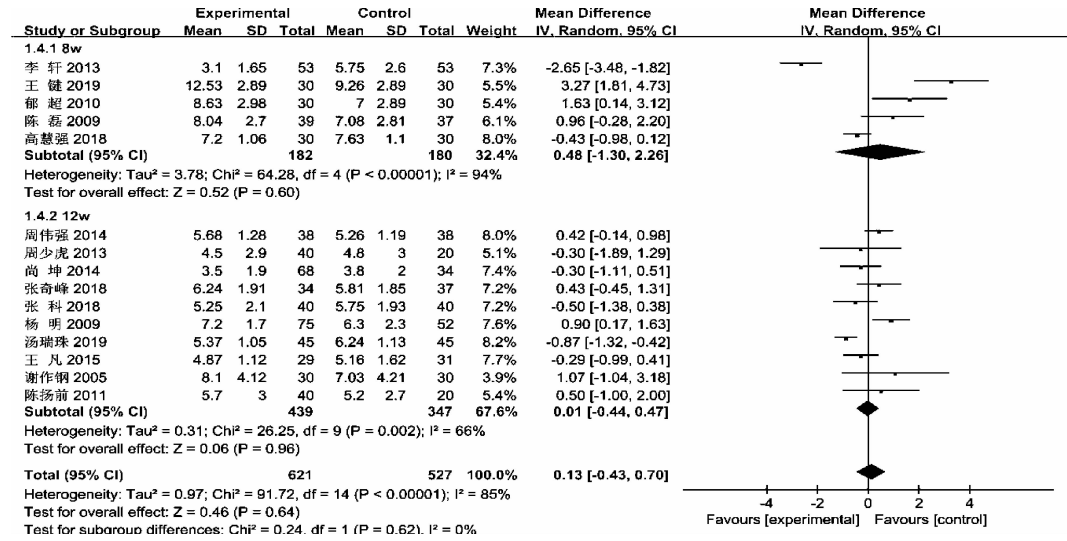 Experimental Control Mean Difference Mean Difference
Study or Subgroup Mean SD Total Mean SD Total Weight IV, Random, 95% CI IV, Random, 95% CI
1.4.1 8w
李 轩 2013 3.1 1.65 53 5.75 2.6 53 7.3% -2.65 [-3.48, -1.82]
王 键 2019 12.53 2.89 30 9.26 2.89 30 5.5% 3.27 [1.81, 4.73]
郁 超 2010 8.63 2.98 30 7 2.89 30 5.4% 1.63 [0.14, 3.12]
陈 磊 2009 8.04 2.7 39 7.08 2.81 37 6.1% 0.96 [-0.28, 2.20]
高慧强 2018 7.2 1.06 30 7.63 1.1 30 8.0% -0.43 [-0.98, 0.12]
Subtotal (95% CI) 182 180 32.4% 0.48 [-1.30, 2.26]
Heterogeneity: Tau² = 3.78; Chi² = 64.28, df = 4 (P < 0.00001); I² = 94%
Test for overall effect: Z = 0.52 (P = 0.60)
1.4.2 12w
周伟强 2014 5.68 1.28 38 5.26 1.19 38 8.0% 0.42 [-0.14, 0.98]
周少虎 2013 4.5 2.9 40 4.8 3 20 5.1% -0.30 [-1.89, 1.29]
尚 坤 2014 3.5 1.9 68 3.8 2 34 7.4% -0.30 [-1.11, 0.51]
张奇峰 2018 6.24 1.91 34 5.81 1.85 37 7.2% 0.43 [-0.45, 1.31]
张 科 2018 5.25 2.1 40 5.75 1.93 40 7.2% -0.50 [-1.38, 0.38]
杨 明 2009 7.2 1.7 75 6.3 2.3 52 7.6% 0.90 [0.17, 1.63]
汤瑞珠 2019 5.37 1.05 45 6.24 1.13 45 8.2% -0.87 [-1.32, -0.42]
王 凡 2015 4.87 1.12 29 5.16 1.62 31 7.7% -0.29 [-0.99, 0.41]
谢作钢 2005 8.1 4.12 30 7.03 4.21 30 3.9% 1.07 [-1.04, 3.18]
陈扬前 2011 5.7 3 40 5.2 2.7 20 5.3% 0.50 [-1.00, 2.00]
Subtotal (95% CI) 439 347 67.6% 0.01 [-0.44, 0.47]
Heterogeneity: Tau² = 0.31; Chi² = 26.25, df = 9 (P = 0.002); I² = 66%
Test for overall effect: Z = 0.06 (P = 0.96)
Total (95% CI) 621 527 100.0% 0.13 [-0.43, 0.70]
Heterogeneity: Tau² = 0.97; Chi² = 91.72, df = 14 (P < 0.00001); I² = 85%
Test for overall effect: Z = 0.46 (P = 0.64)
Test for subgroup differences: Chi² = 0.24, df = 1 (P = 0.62), I² = 0%
-4 -2 0 2 4
Favours [experimental] Favours [control]